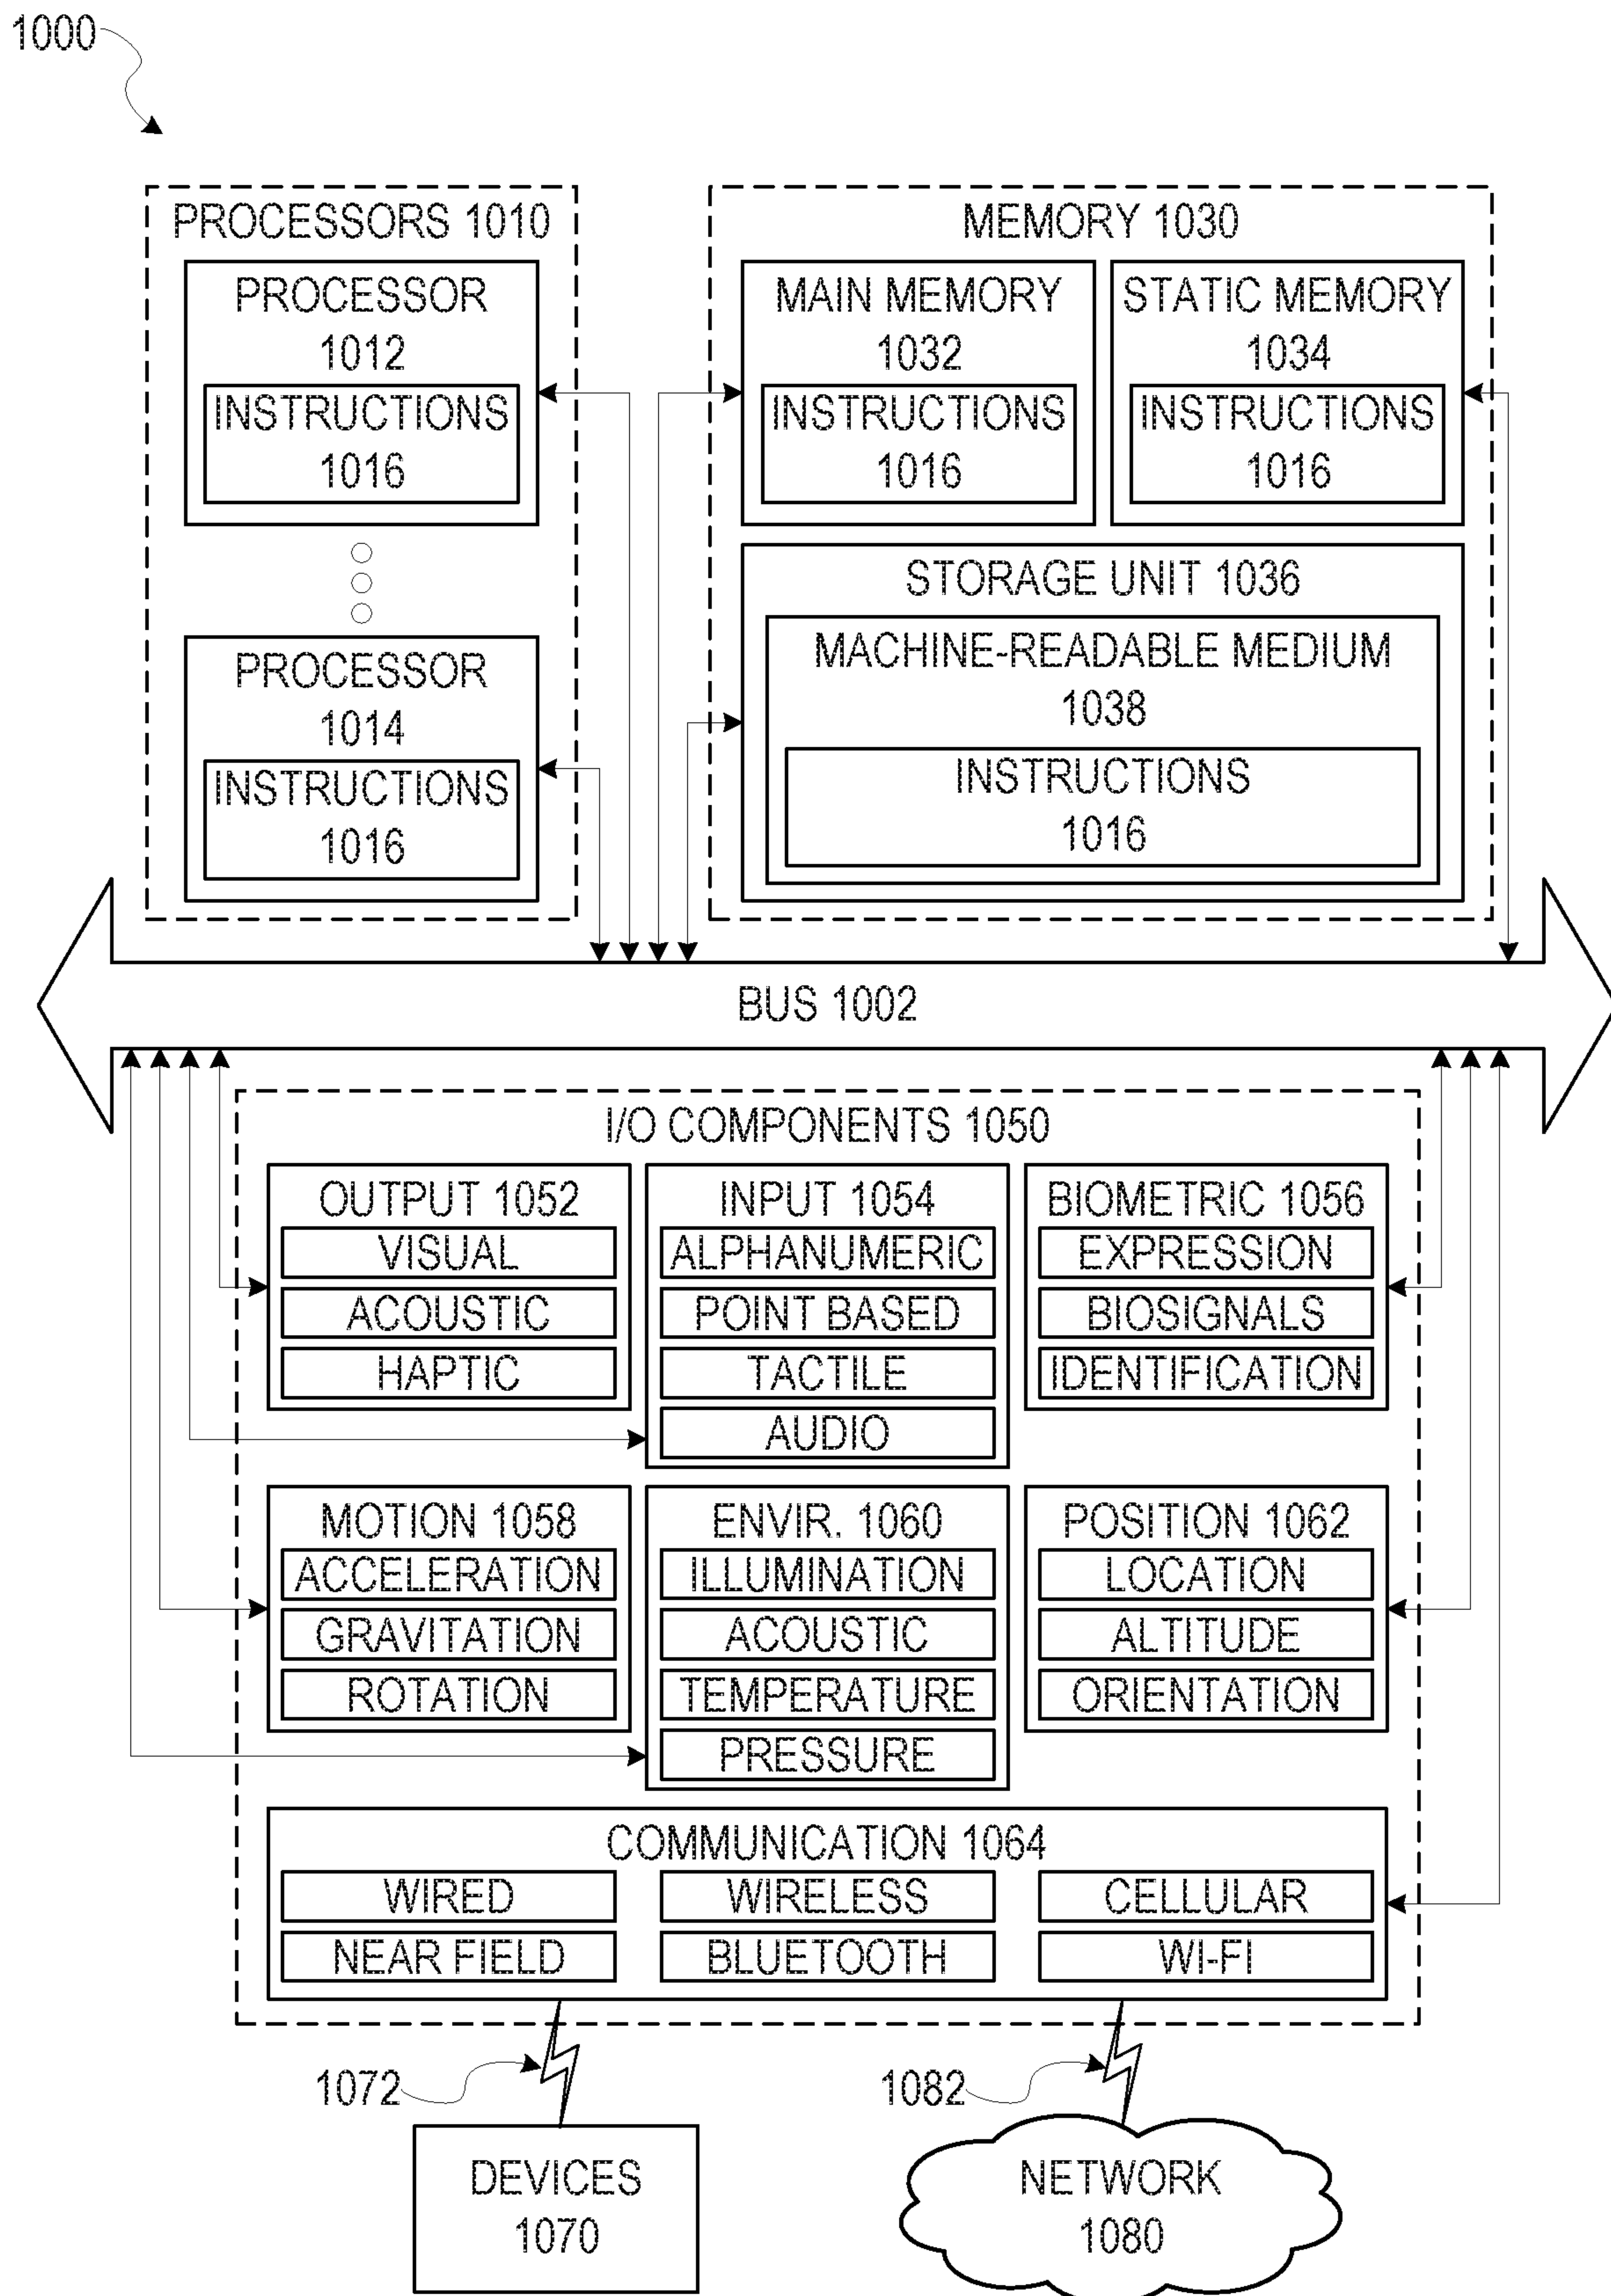 1000
PROCESSORS 1010
PROCESSOR
1012
INSTRUCTIONS
1016
PROCESSOR
1014
INSTRUCTIONS
1016
MEMORY 1030
MAIN MEMORY
1032
INSTRUCTIONS
1016
STATIC MEMORY
1034
INSTRUCTIONS
1016
STORAGE UNIT 1036
MACHINE-READABLE MEDIUM
1038
INSTRUCTIONS
1016
BUS 1002
I/O COMPONENTS 1050
OUTPUT 1052
VISUAL
ACOUSTIC
HAPTIC
INPUT 1054
ALPHANUMERIC
POINT BASED
TACTILE
AUDIO
BIOMETRIC 1056
EXPRESSION
BIOSIGNALS
IDENTIFICATION
MOTION 1058
ACCELERATION
GRAVITATION
ROTATION
ENVIR. 1060
ILLUMINATION
ACOUSTIC
TEMPERATURE
PRESSURE
POSITION 1062
LOCATION
ALTITUDE
ORIENTATION
COMMUNICATION 1064
WIRED
WIRELESS
CELLULAR
NEAR FIELD
BLUETOOTH
WI-FI
1072
1082
DEVICES
1070
NETWORK
1080